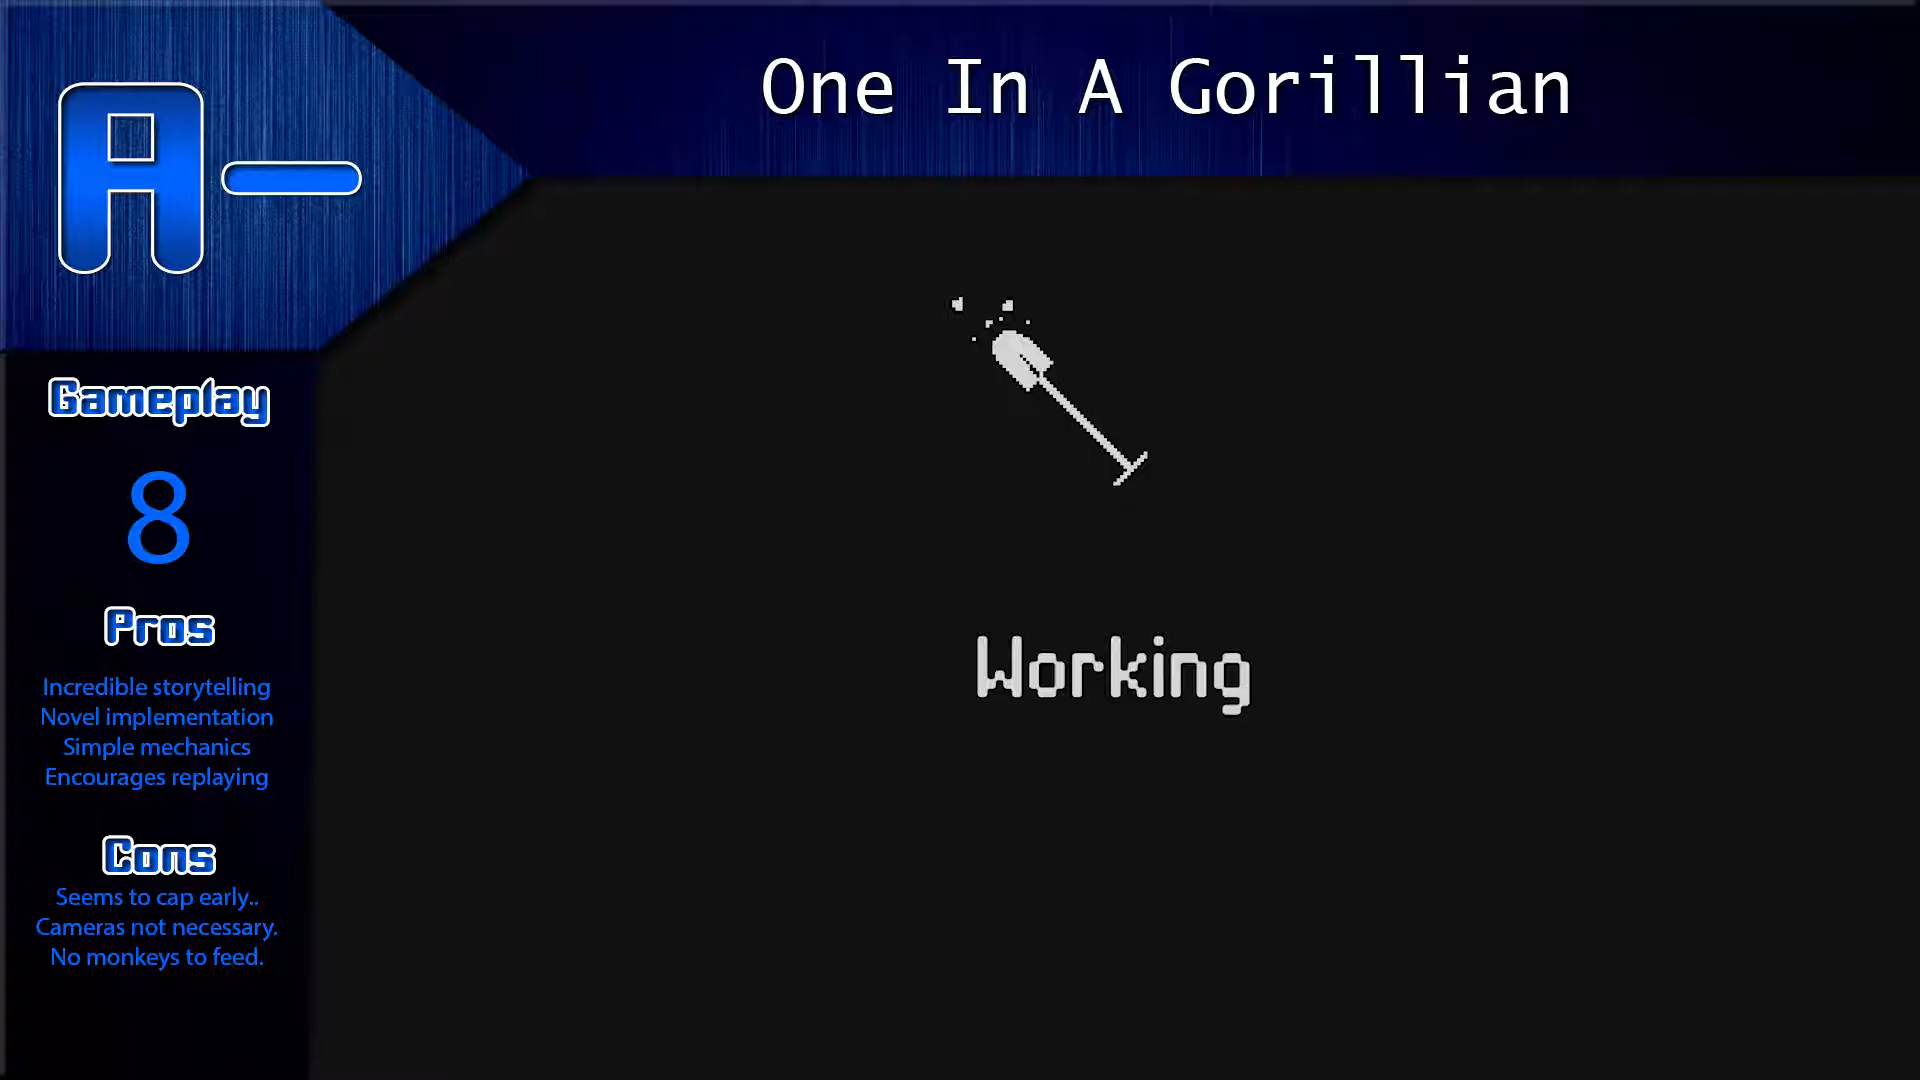 A-
One In A Gorillian
Gameplay
8
Pros
Incredible storytelling
Novel implementation
Simple mechanics
Encourages replaying
Cons
Seems to cap early..
Cameras not necessary.
No monkeys to feed.
Working